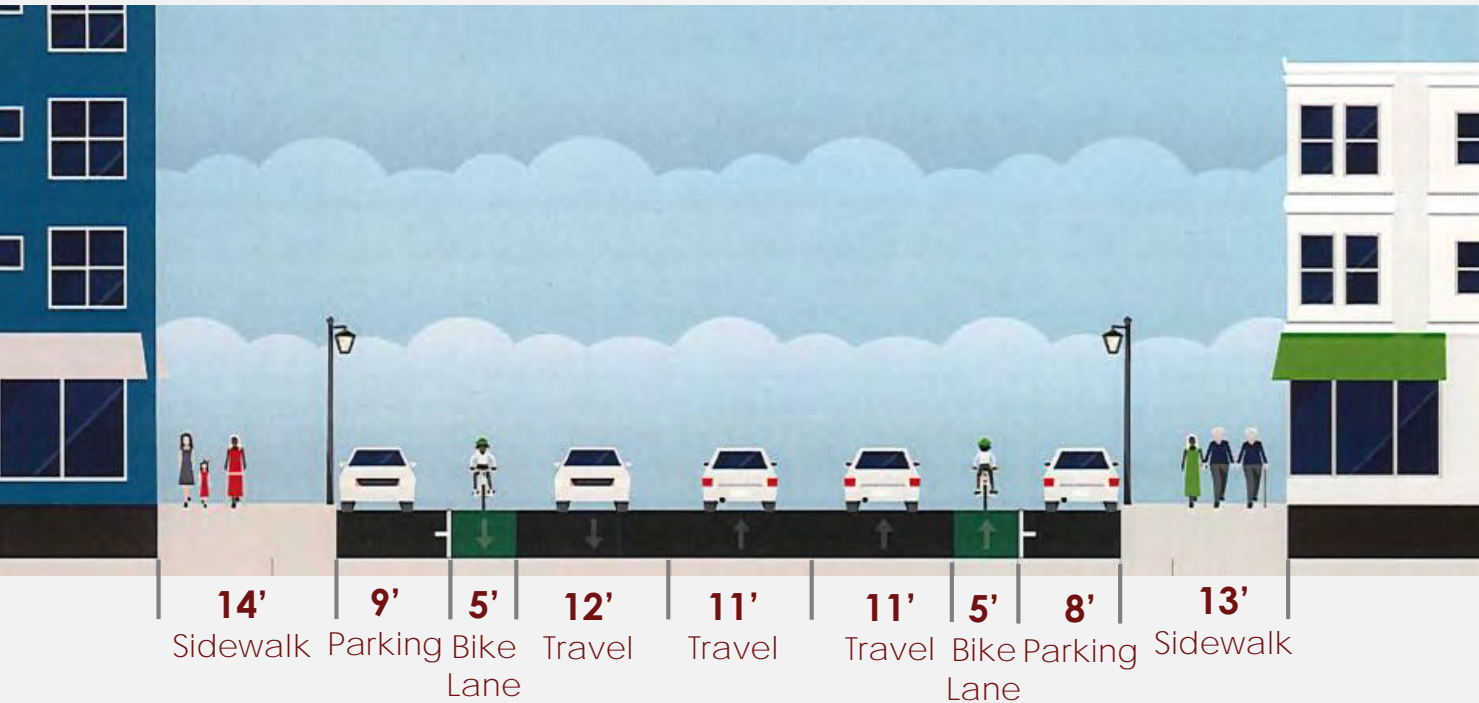 14’ 9’ 5’ 12’ 11’ 11’ 5’ 8’ 13’
Sidewalk Parking Bike Travel Travel Travel Bike Parking Sidewalk
Lane Lane